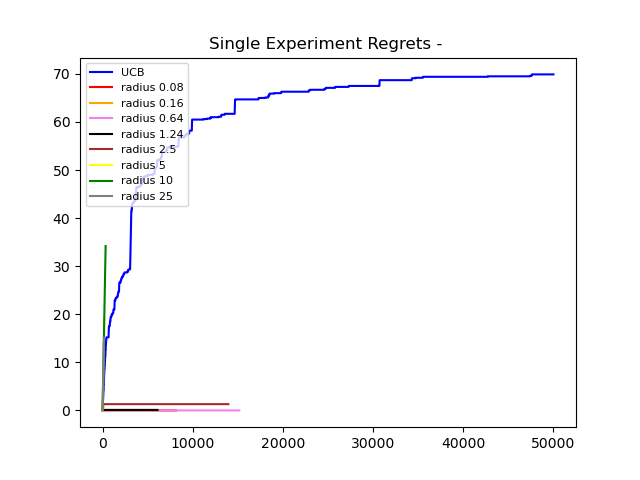 Single Experiment Regrets -
UCB
radius 0.08
radius 0.16
radius 0.64
radius 1.24
radius 2.5
radius 5
radius 10
radius 25
70
60
50
40
30
20
10
0
0 10000 20000 30000 40000 50000